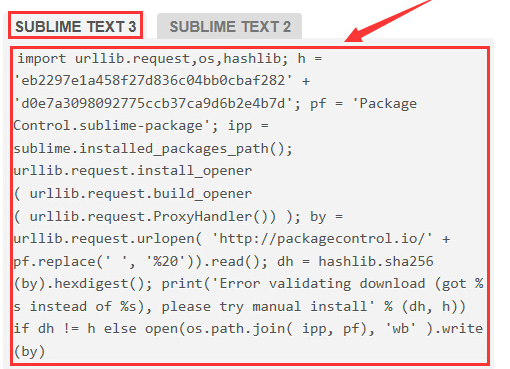 SUBLIME TEXT 3 SUBLIME TEXT 2
import urllib.request,os,hashlib; h =
'eb2297e1a458f27d836c04bb0cbaf282' +
'd0e7a3098092775ccb37ca9d6b2e4b7d'; pf = 'Package
Control.sublime-package'; ipp =
sublime.installed_packages_path();
urllib.request.install_opener
( urllib.request.build_opener
( urllib.request.ProxyHandler()) ); by =
urllib.request.urlopen( 'http://packagecontrol.io/' +
pf.replace(' ', '%20')).read(); dh = hashlib.sha256
(by).hexdigest(); print('Error validating download (got %
s instead of %s), please try manual install' % (dh, h))
if dh != h else open(os.path.join( ipp, pf), 'wb' ).write
(by)